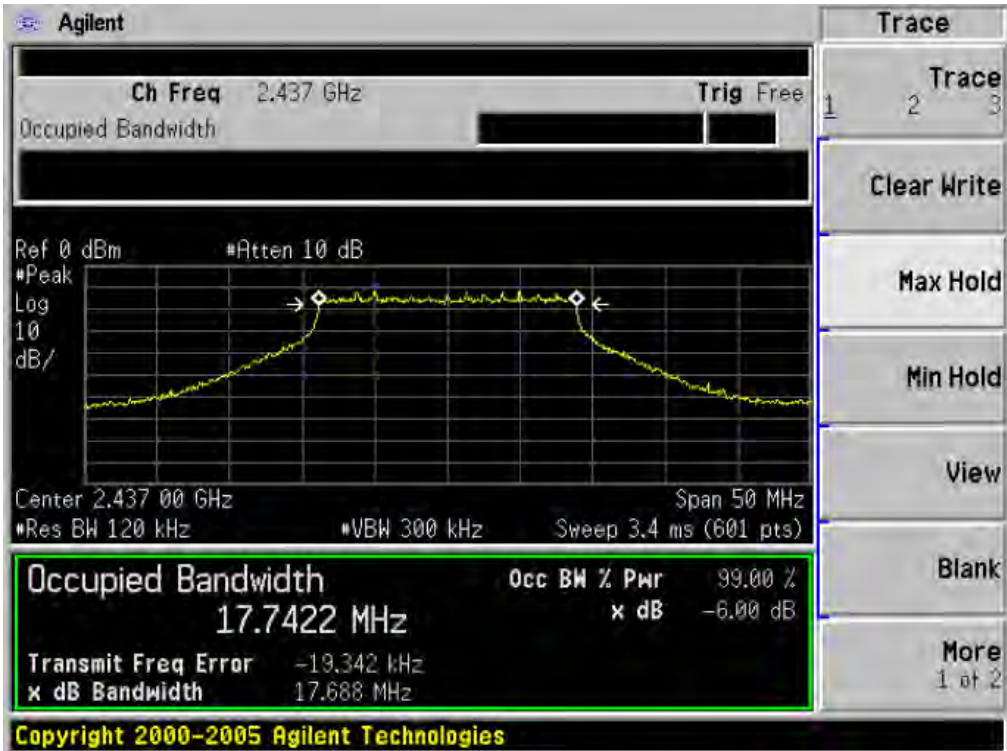 Agilent
Trace
Ch Freq 2.437 GHz
Trig Free
Occupied Bandwidth
Ref 0 dBm
#Atten 10 dB
#Peak
Log
10
dB/
Center 2.437 00 GHz
Span 50 MHz
#Res BW 120 kHz
#VBW 300 kHz
Sweep 3.4 ms (601 pts)
Occupied Bandwidth
17.7422 MHz
Occ BW % Pwr 99.00 %
x dB -6.00 dB
Transmit Freq Error -19.342 kHz
x dB Bandwidth 17.688 MHz
Trace
1 2 3
Clear Write
Max Hold
Min Hold
View
Blank
More
1 of 2
Copyright 2000-2005 Agilent Technologies